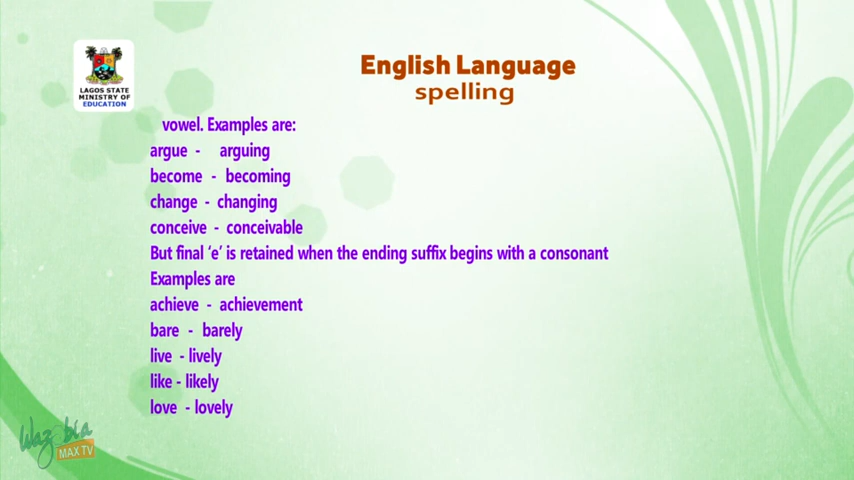 English Language
spelling
LAGOS STATE
MINISTRY OF
EDUCATION
vowel. Examples are:
argue - arguing
become - becoming
change - changing
conceive - conceivable
But final ‘e’ is retained when the ending suffix begins with a consonant
Examples are
achieve - achievement
bare - barely
live - lively
like - likely
love - lovely
Wazobia
MAX TV